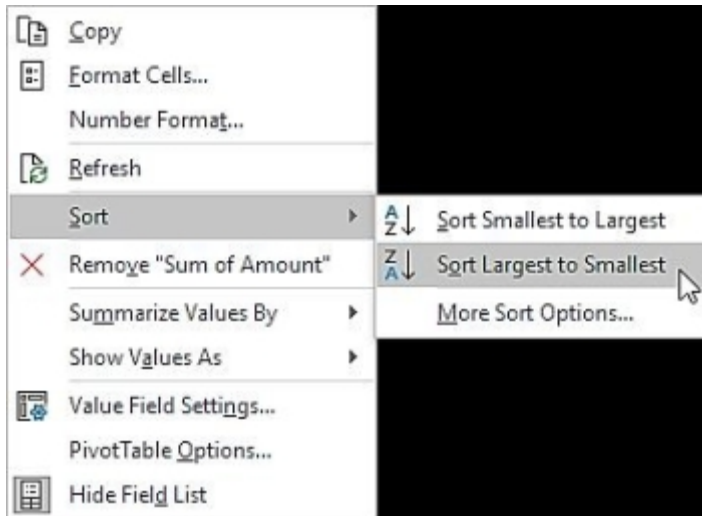 Copy
Format Cells...
Number Format...
Refresh
Sort
Remove "Sum of Amount"
Summarize Values By
Show Values As
Value Field Settings...
PivotTable Options...
Hide Field List
Sort Smallest to Largest
Sort Largest to Smallest
More Sort Options...